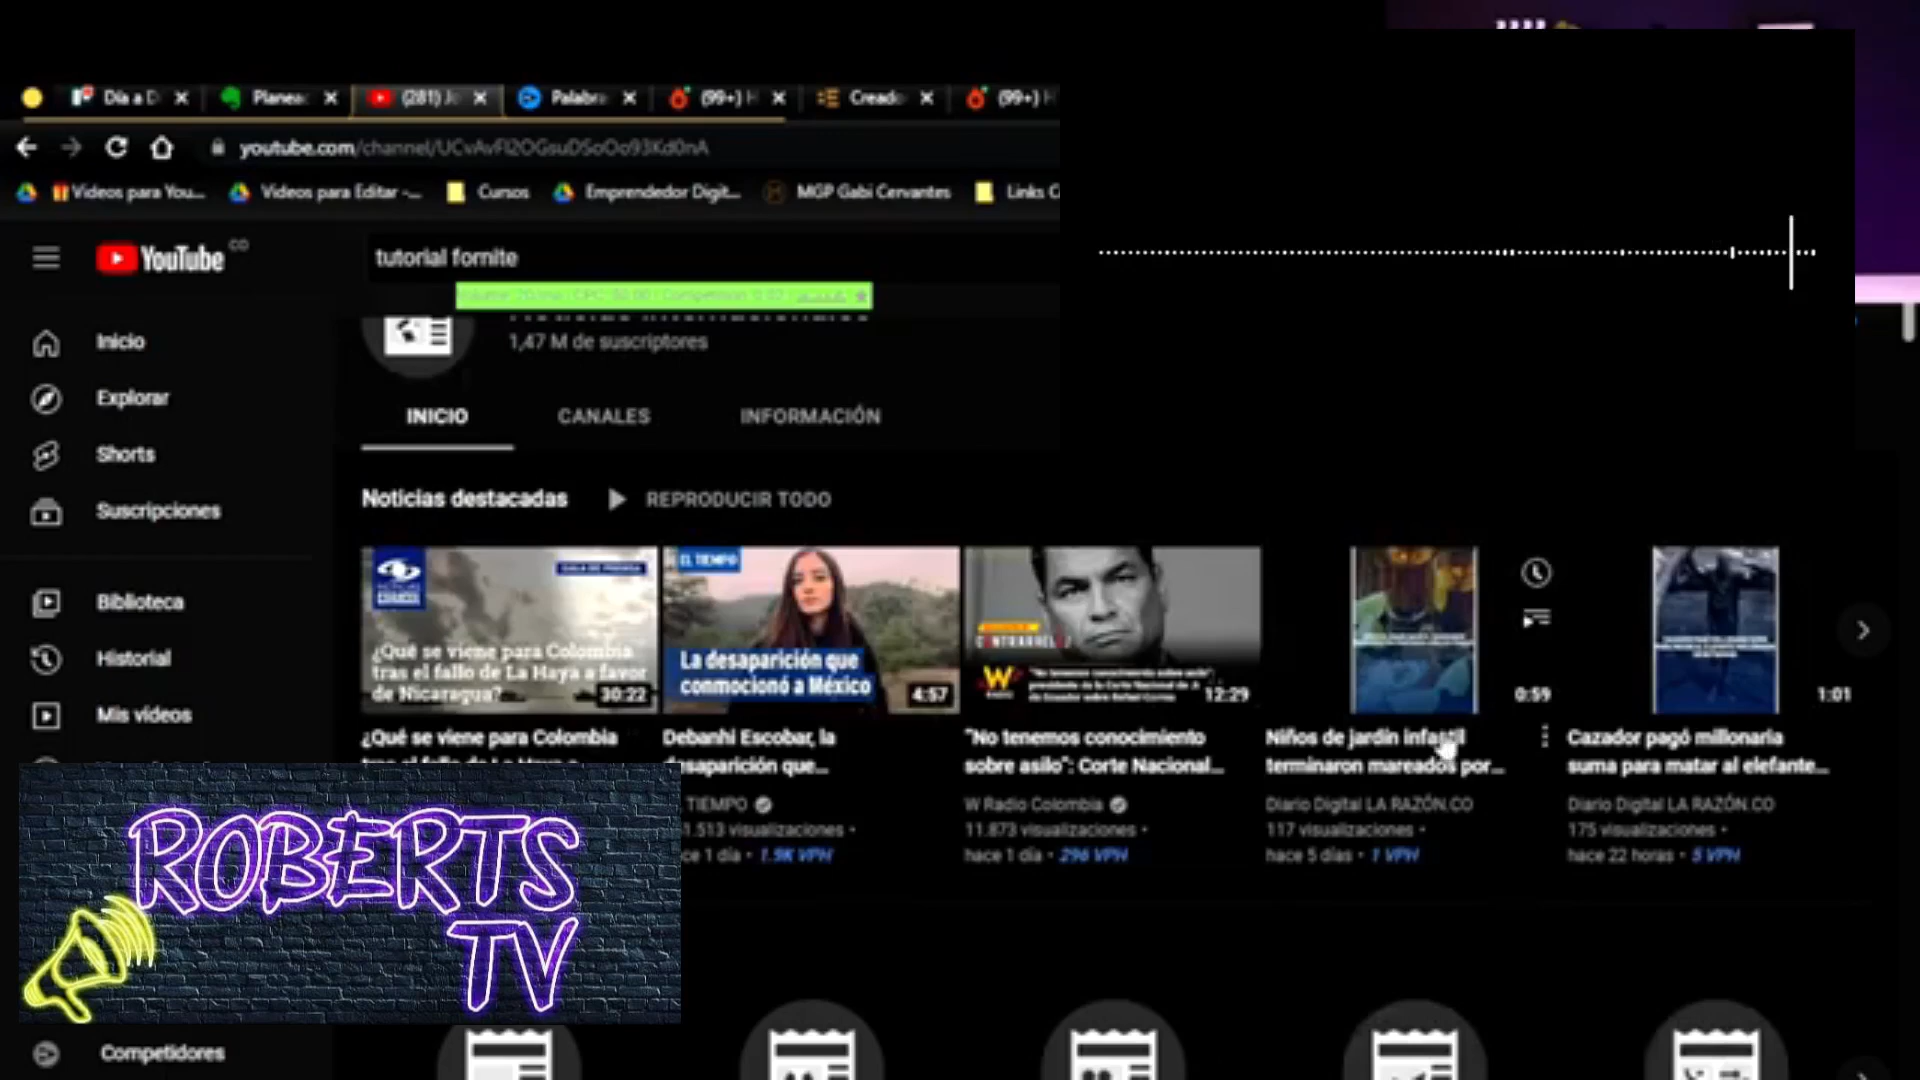 Día a D
Planeac
(281) Jo
Palabra
(99+) H
Creado
(99+) H
youtube.com/channel/UCvAvFl2OGsuDSoOo93Kd0nA
Videos para You...
Videos para Editar -...
Cursos
Emprendedor Digit...
MGP Gabi Cervantes
Links C
YouTube CO
tutorial fornite
1,47 M de suscriptores
INICIO
CANALES
INFORMACIÓN
Inicio
Explorar
Shorts
Suscripciones
Biblioteca
Historial
Mis videos
Competidores
Noticias destacadas
REPRODUCIR TODO
¿Qué se viene para Colombia
tras el fallo de La Haya a favor
de Nicaragua?
30:22
¿Qué se viene para Colombia
EL TIEMPO
La desaparición que
conmocionó a México
4:57
Debanhi Escobar, la
desaparición que...
TIEMPO
1.513 visualizaciones •
ce 1 día • 1.9K VPH
W
12:29
"No tenemos conocimiento
sobre asilo": Corte Nacional...
W Radio Colombia
11.873 visualizaciones •
hace 1 día • 296 VPH
0:59
Niños de jardín infantil
terminaron mareados por...
Diario Digital LA RAZÓN.CO
117 visualizaciones •
hace 5 días • 1 VPH
1:01
Cazador pagó millonaria
suma para matar al elefante...
Diario Digital LA RAZÓN.CO
175 visualizaciones •
hace 22 horas • 5 VPH
ROBERTS
TV